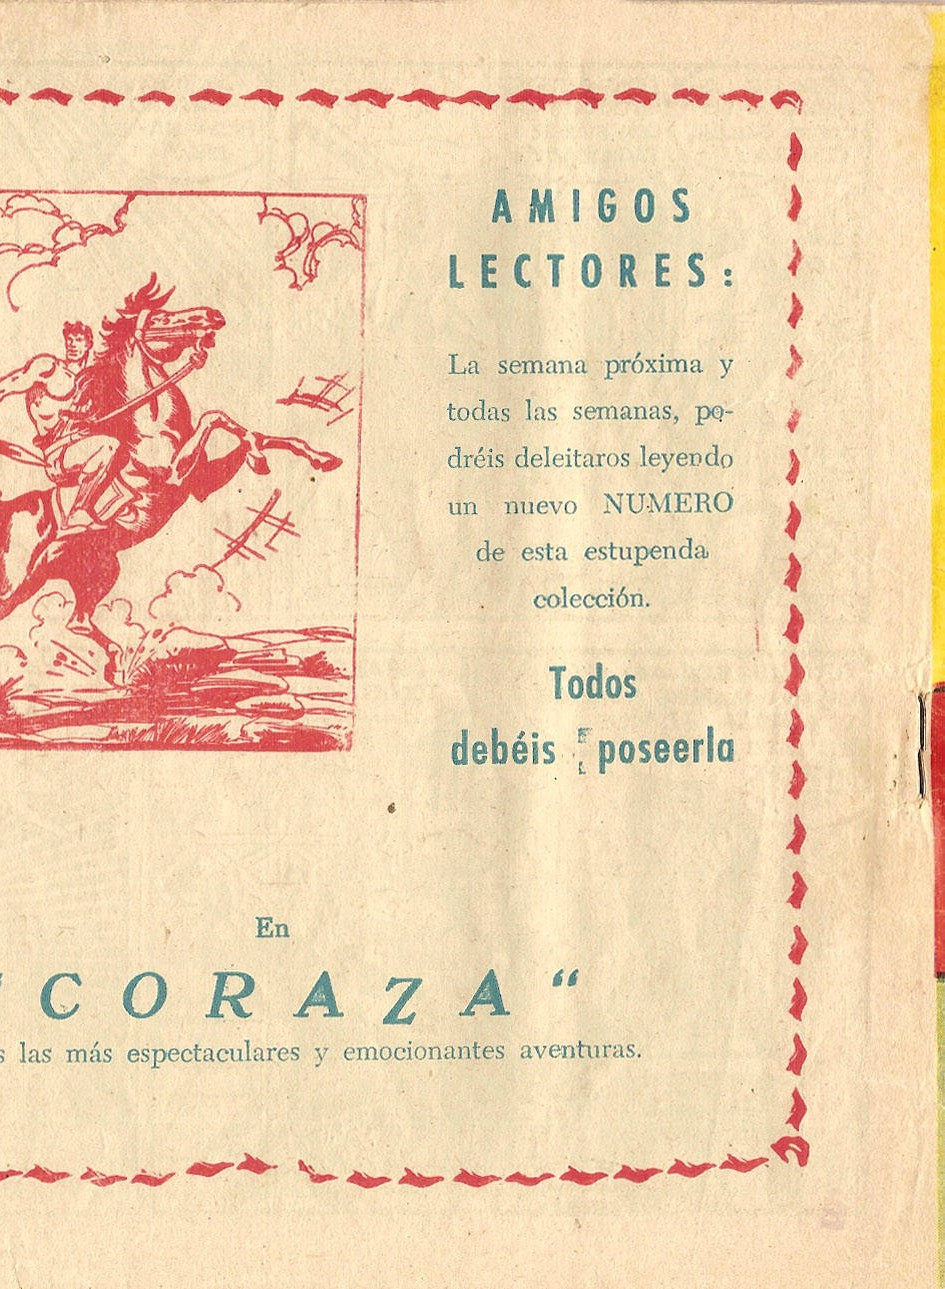 AMIGOS
LECTORES:
La semana próxima y
todas las semanas, po-
dréis deleitaros leyendo
un nuevo NUMERO
de esta estupenda
colección.
Todos
debéis poseerla
En
"CORAZA"
s las más espectaculares y emocionantes aventuras.